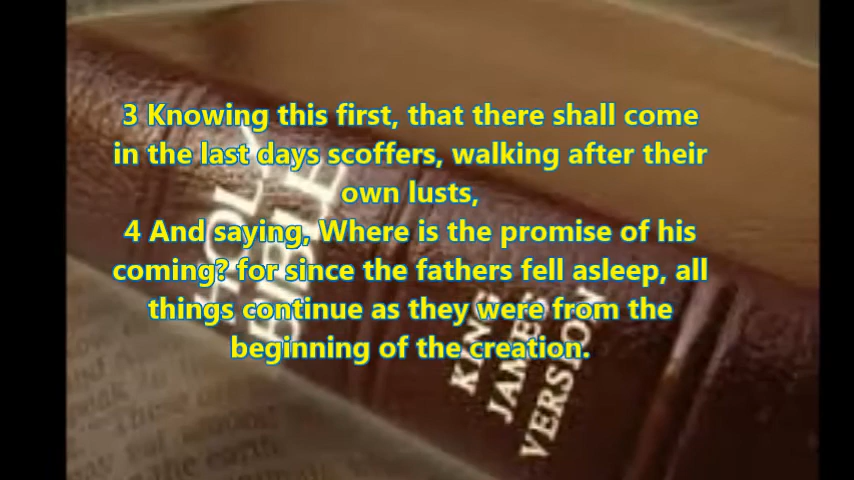 3 Knowing this first, that there shall come
in the last days scoffers, walking after their
own lusts,
4 And saying, Where is the promise of his
coming? for since the fathers fell asleep, all
things continue as they were from the
beginning of the creation.
HOLY
BIBLE
KING
JAMES
VERSION
the earth